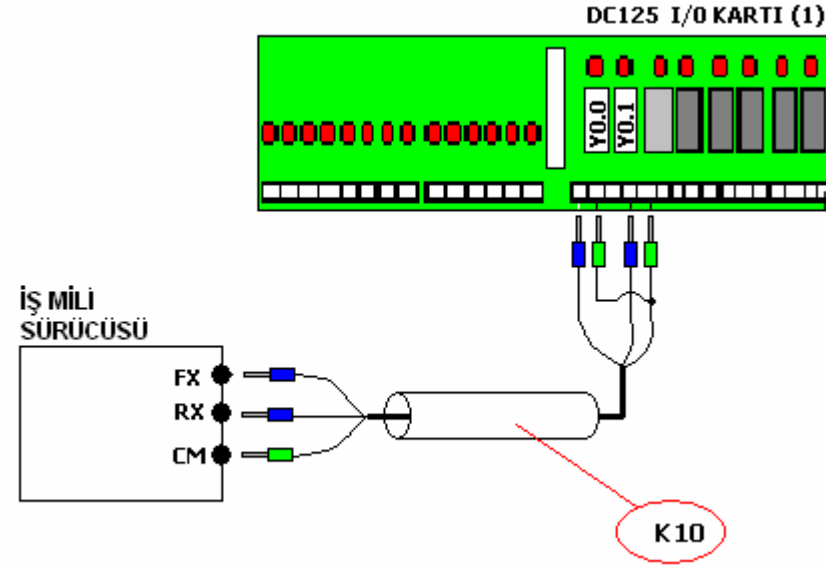 DC125 I/O KARTI (1)
Y0.0
Y0.1
İŞ MİLİ
SÜRÜCÜSÜ
FX
RX
CM
K10